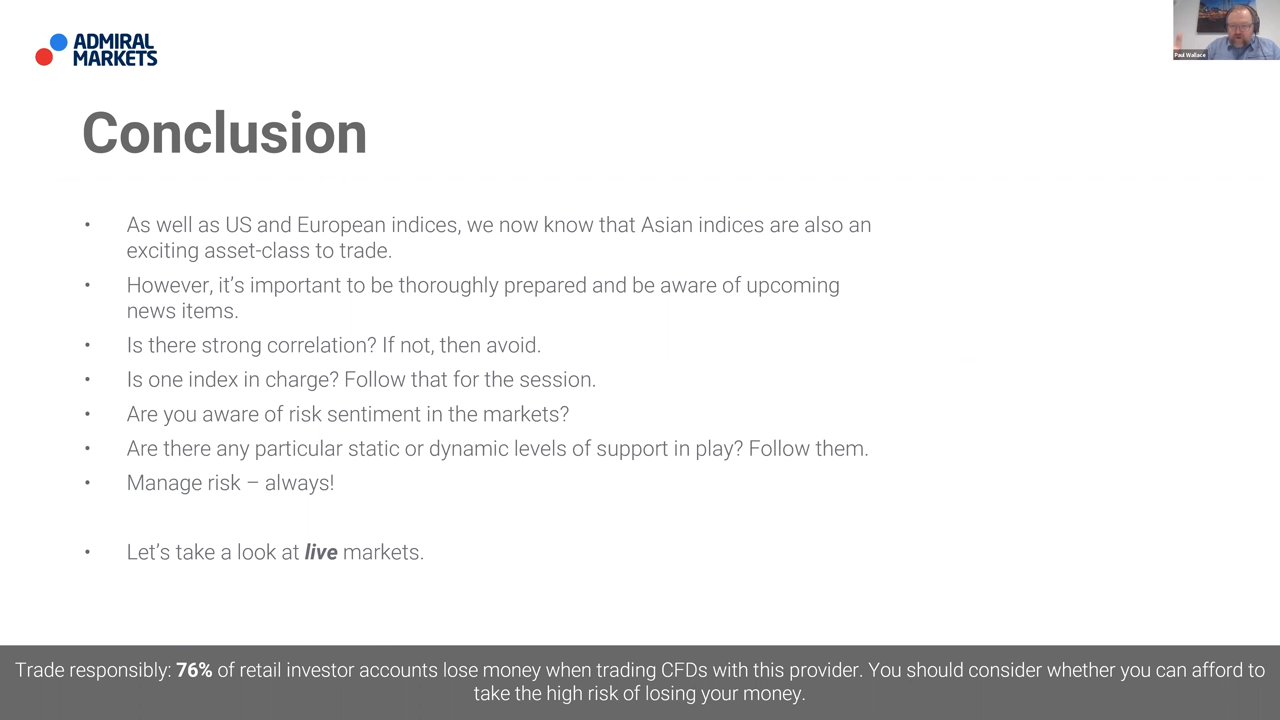 ADMIRAL
MARKETS
Paul Wallace
Conclusion
• As well as US and European indices, we now know that Asian indices are also an
exciting asset-class to trade.
• However, it’s important to be thoroughly prepared and be aware of upcoming
news items.
• Is there strong correlation? If not, then avoid.
• Is one index in charge? Follow that for the session.
• Are you aware of risk sentiment in the markets?
• Are there any particular static or dynamic levels of support in play? Follow them.
• Manage risk – always!
• Let’s take a look at live markets.
Trade responsibly: 76% of retail investor accounts lose money when trading CFDs with this provider. You should consider whether you can afford to
take the high risk of losing your money.